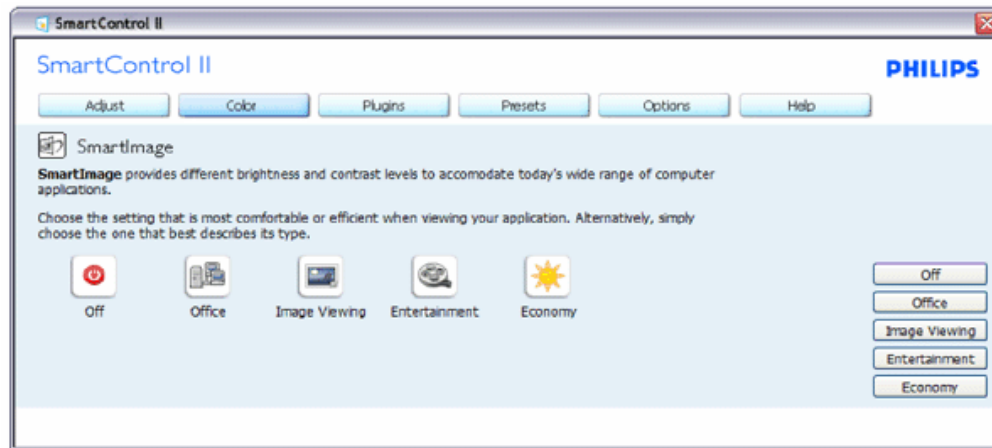 SmartControl II
SmartControl II
PHILIPS
Adjust Color Plugins Presets Options Help
SmartImage
SmartImage provides different brightness and contrast levels to accomodate today's wide range of computer
applications.
Choose the setting that is most comfortable or efficient when viewing your application. Alternatively, simply
choose the one that best describes its type.
Off Office Image Viewing Entertainment Economy
Off
Office
Image Viewing
Entertainment
Economy